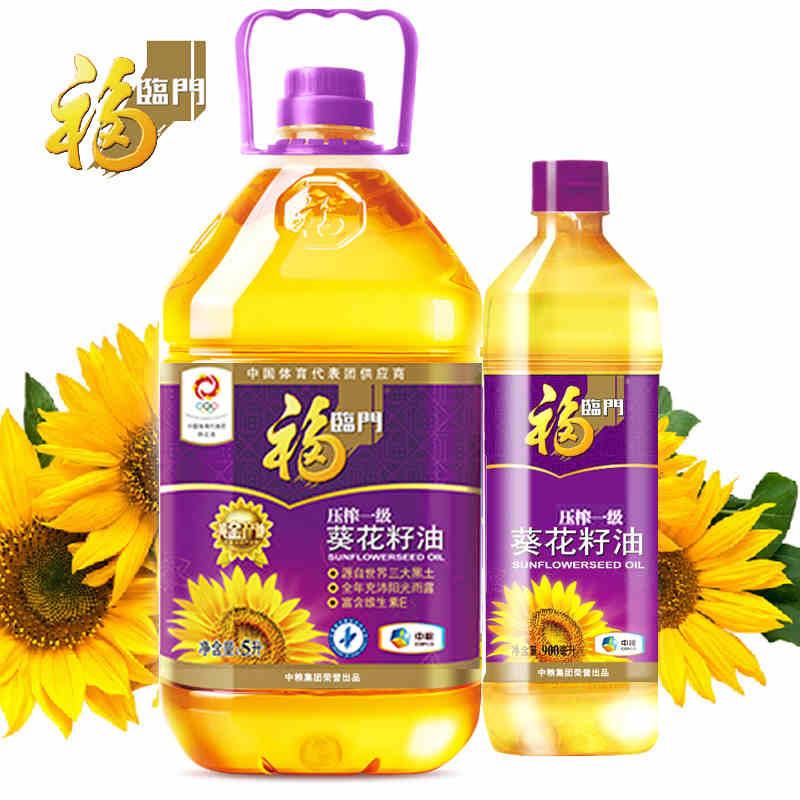 福臨門
中国体育代表团供应商
福臨門
压榨一级
葵花籽油
SUNFLOWERSEED OIL
源自世界三大黑土
全年充沛阳光雨露
富含维生素E
净含量:5升
中粮
COFCO
中粮集团荣誉出品
福臨門
压榨一级
葵花籽油
SUNFLOWERSEED OIL
净含量:900毫升
中粮
COFCO
中粮集团荣誉出品